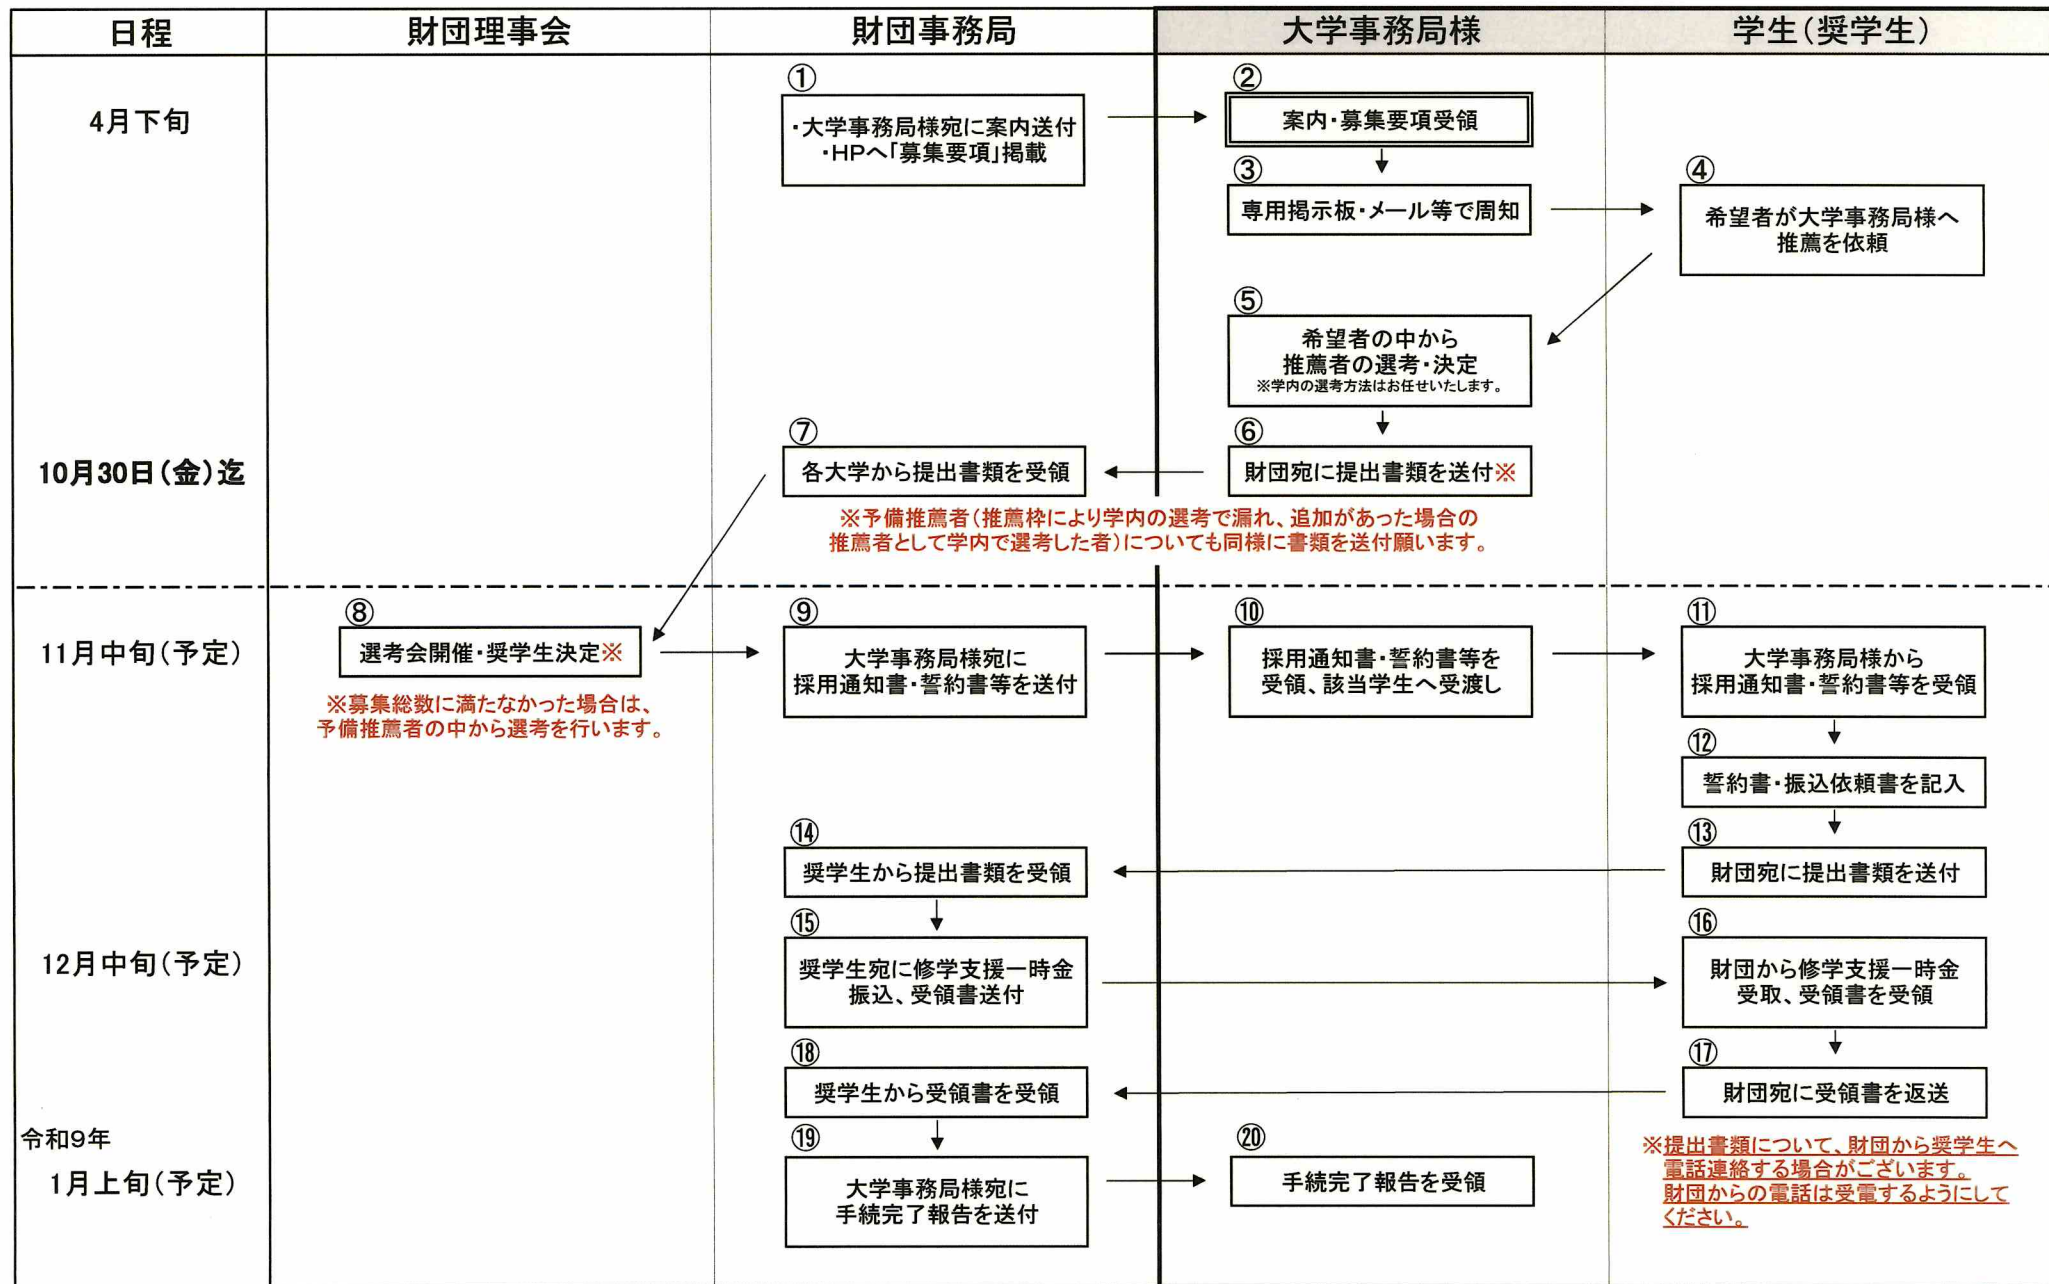 日程
財団理事会
財団事務局
大学事務局様
学生(奨学生)
4月下旬
①
・大学事務局様宛に案内送付
・HPへ「募集要項」掲載
②
案内・募集要項受領
③
専用掲示板・メール等で周知
④
希望者が大学事務局様へ
推薦を依頼
⑤
希望者の中から
推薦者の選考・決定
※学内の選考方法はお任せいたします。
10月30日(金)迄
⑦
各大学から提出書類を受領
⑥
財団宛に提出書類を送付※
※予備推薦者(推薦枠により学内の選考で漏れ、追加があった場合の
推薦者として学内で選考した者)についても同様に書類を送付願います。
11月中旬(予定)
⑧
選考会開催・奨学生決定※
※募集総数に満たなかった場合は、
予備推薦者の中から選考を行います。
⑨
大学事務局様宛に
採用通知書・誓約書等を送付
⑩
採用通知書・誓約書等を
受領、該当学生へ受渡し
⑪
大学事務局様から
採用通知書・誓約書等を受領
⑫
誓約書・振込依頼書を記入
⑭
奨学生から提出書類を受領
⑬
財団宛に提出書類を送付
12月中旬(予定)
⑮
奨学生宛に修学支援一時金
振込、受領書送付
⑯
財団から修学支援一時金
受取、受領書を受領
⑱
奨学生から受領書を受領
⑰
財団宛に受領書を返送
令和9年
1月上旬(予定)
⑲
大学事務局様宛に
手続完了報告を送付
⑳
手続完了報告を受領
※提出書類について、財団から奨学生へ
電話連絡する場合がございます。
財団からの電話は受電するようにして
ください。